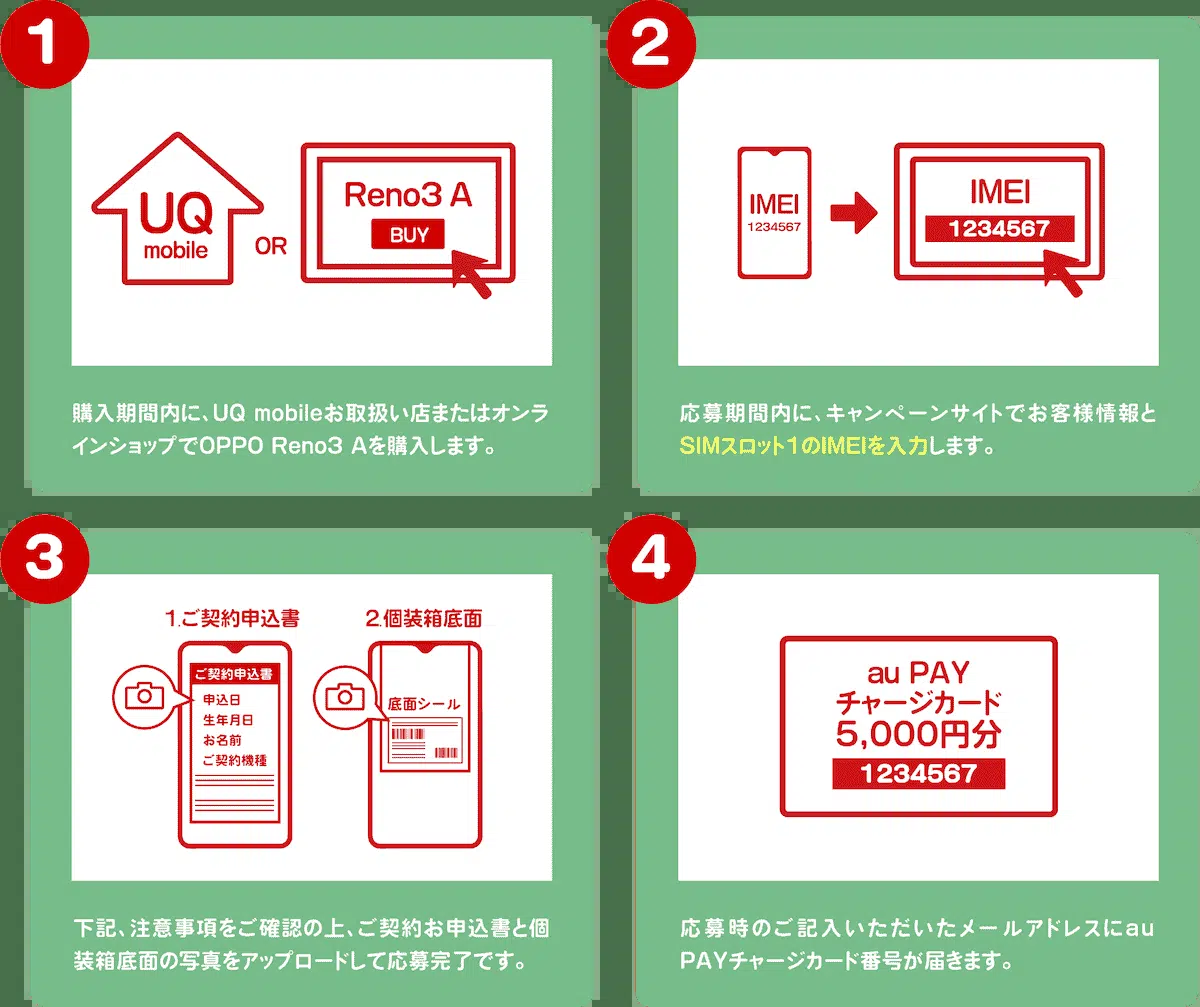 1
UQ
mobile
OR
Reno3 A
BUY
購入期間内に、UQ mobileお取扱い店またはオンラ
インショップでOPPO Reno3 Aを購入します。
2
IMEI
1234567
IMEI
1234567
応募期間内に、キャンペーンサイトでお客様情報と
SIMスロット1のIMEIを入力します。
3
1.ご契約申込書
ご契約申込書
申込日
生年月日
お名前
ご契約機種
2.個装箱底面
底面シール
下記、注意事項をご確認の上、ご契約お申込書と個
装箱底面の写真をアップロードして応募完了です。
4
au PAY
チャージカード
5,000円分
1234567
応募時のご記入いただいたメールアドレスにau
PAYチャージカード番号が届きます。